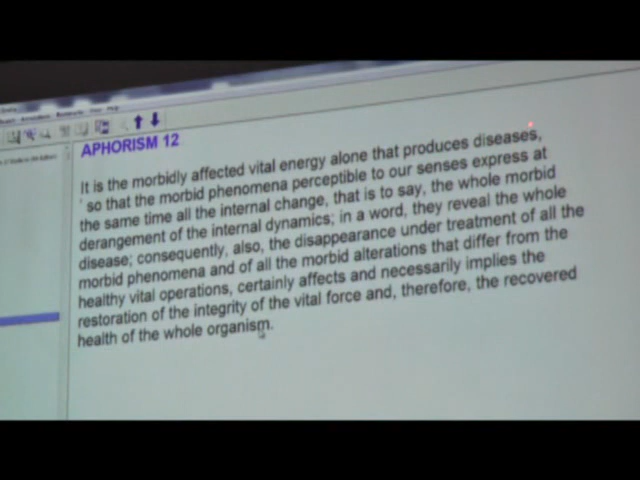 APHORISM 12
It is the morbidly affected vital energy alone that produces diseases,
' so that the morbid phenomena perceptible to our senses express at
the same time all the internal change, that is to say, the whole morbid
derangement of the internal dynamics; in a word, they reveal the whole
disease; consequently, also, the disappearance under treatment of all the
morbid phenomena and of all the morbid alterations that differ from the
healthy vital operations, certainly affects and necessarily implies the
restoration of the integrity of the vital force and, therefore, the recovered
health of the whole organism.